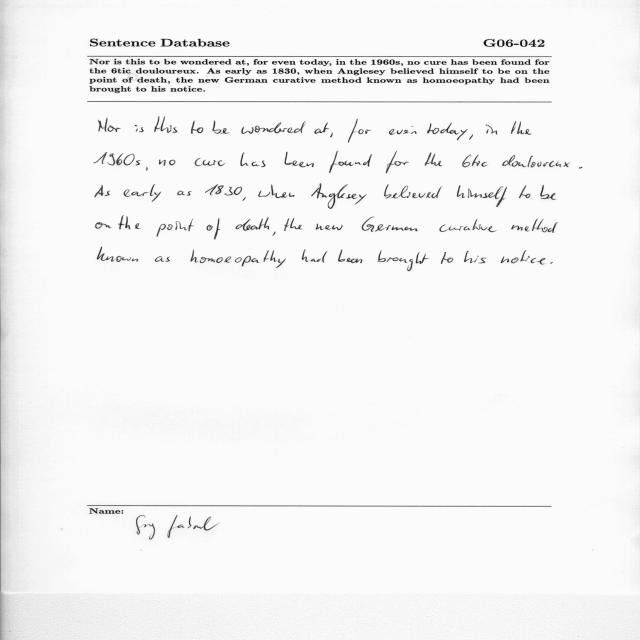 Sentence Database G06-042
Nor is this to be wondered at, for even today, in the 1960s, no cure has been found for
the 6tic douloureux. As early as 1830, when Anglesey believed himself to be on the
point of death, the new German curative method known as homoeopathy had been
brought to his notice.
Nor is this to be wondered at, for even today, in the
1960s, no cure has been found for the 6tic douloureux.
As early as 1830, when Anglesey believed himself to be
on the point of death, the new German curative method
known as homoeopathy had been brought to his notice.
Name: